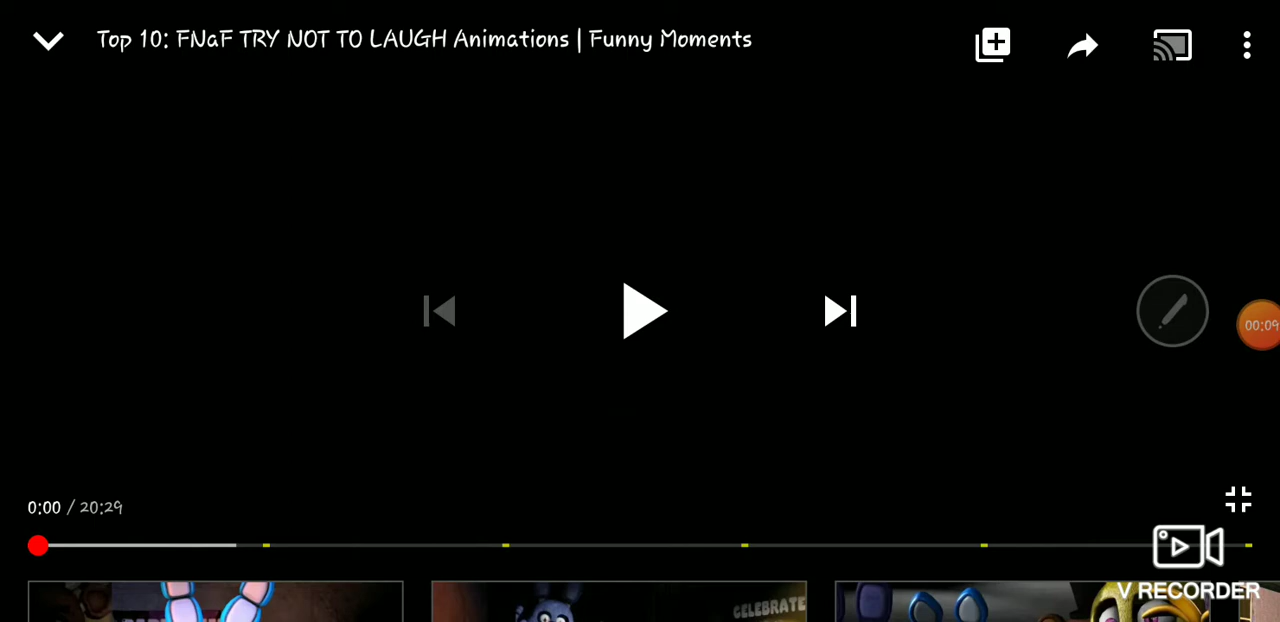 Top 10: FNaF TRY NOT TO LAUGH Animations | Funny Moments
00:09
0:00 / 20:29
V RECORDER
CELEBRATE